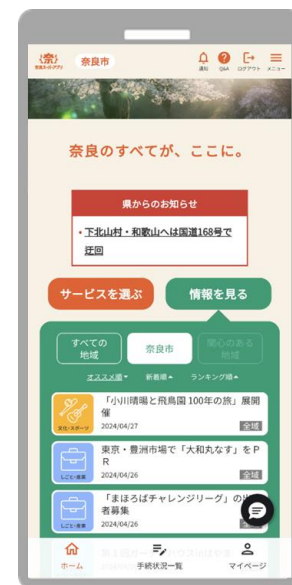 奈良市
通知
Q&A
ログアウト
メニュー
奈良のすべてが、ここに。
県からのお知らせ
・下北山村・和歌山へは国道168号で
迂回
サービスを選ぶ
情報を見る
すべての
地域
奈良市
関心のある
地域
オススメ順
新着順
ランキング順
「小川晴暘と飛鳥園 100年の旅」展開
催
文化・スポーツ
2024/04/27
全域
東京・豊洲市場で「大和丸なす」をＰ
Ｒ
しごと・産業
2024/04/26
全域
「まほろばチャレンジリーグ」の出
者募集
しごと・産業
2024/04/26
ホーム
手続状況一覧
マイページ